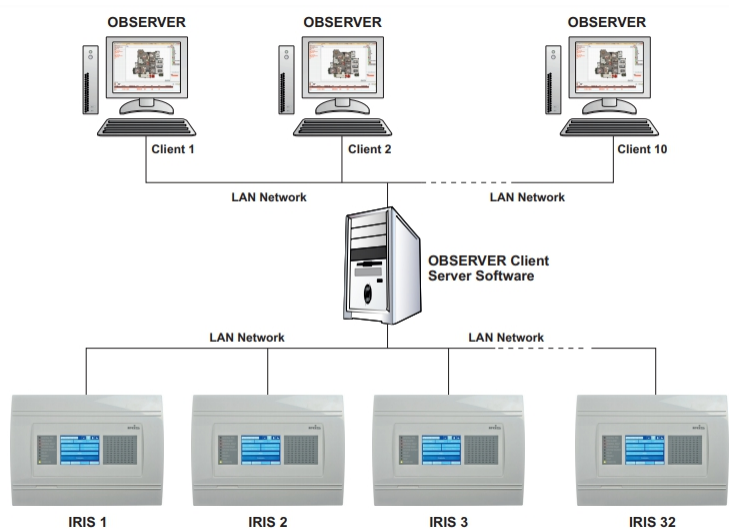 OBSERVER
OBSERVER
OBSERVER
Client 1
Client 2
Client 10
LAN Network
LAN Network
OBSERVER Client
Server Software
LAN Network
LAN Network
IRIS 1
IRIS 2
IRIS 3
IRIS 32